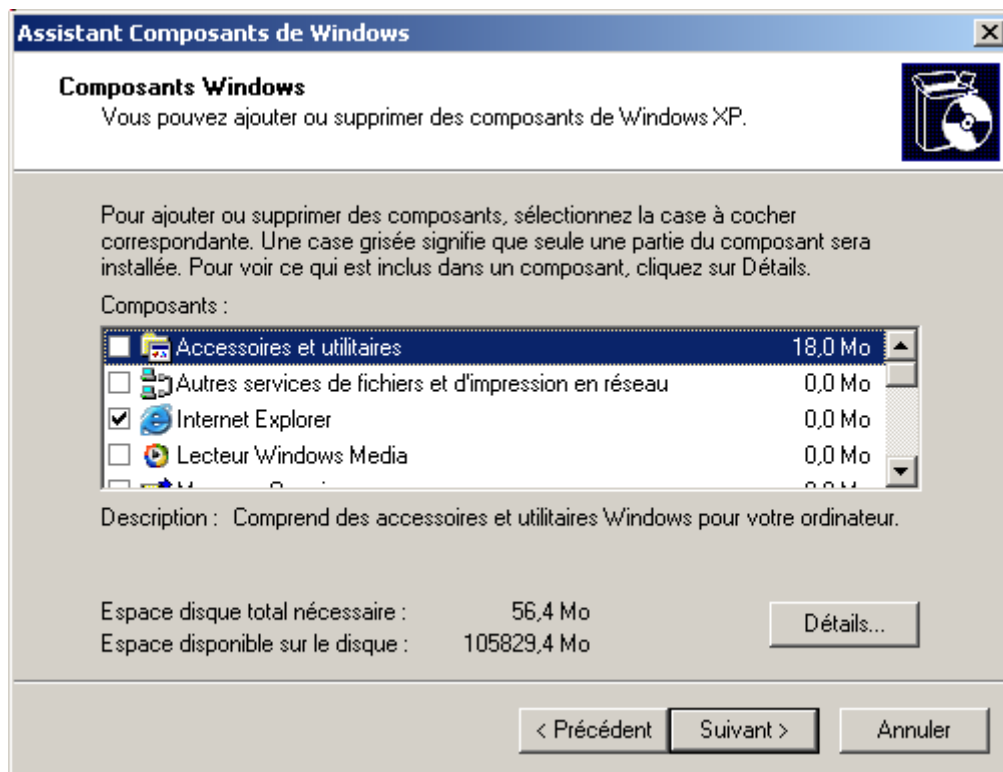 Assistant Composants de Windows
Composants Windows
Vous pouvez ajouter ou supprimer des composants de Windows XP.
Pour ajouter ou supprimer des composants, sélectionnez la case à cocher
correspondante. Une case grisée signifie que seule une partie du composant sera
installée. Pour voir ce qui est inclus dans un composant, cliquez sur Détails.
Composants :
Accessoires et utilitaires 18,0 Mo
Autres services de fichiers et d'impression en réseau 0,0 Mo
Internet Explorer 0,0 Mo
Lecteur Windows Media 0,0 Mo
Description : Comprend des accessoires et utilitaires Windows pour votre ordinateur.
Espace disque total nécessaire : 56,4 Mo
Espace disponible sur le disque : 105829,4 Mo
Détails...
< Précédent Suivant > Annuler